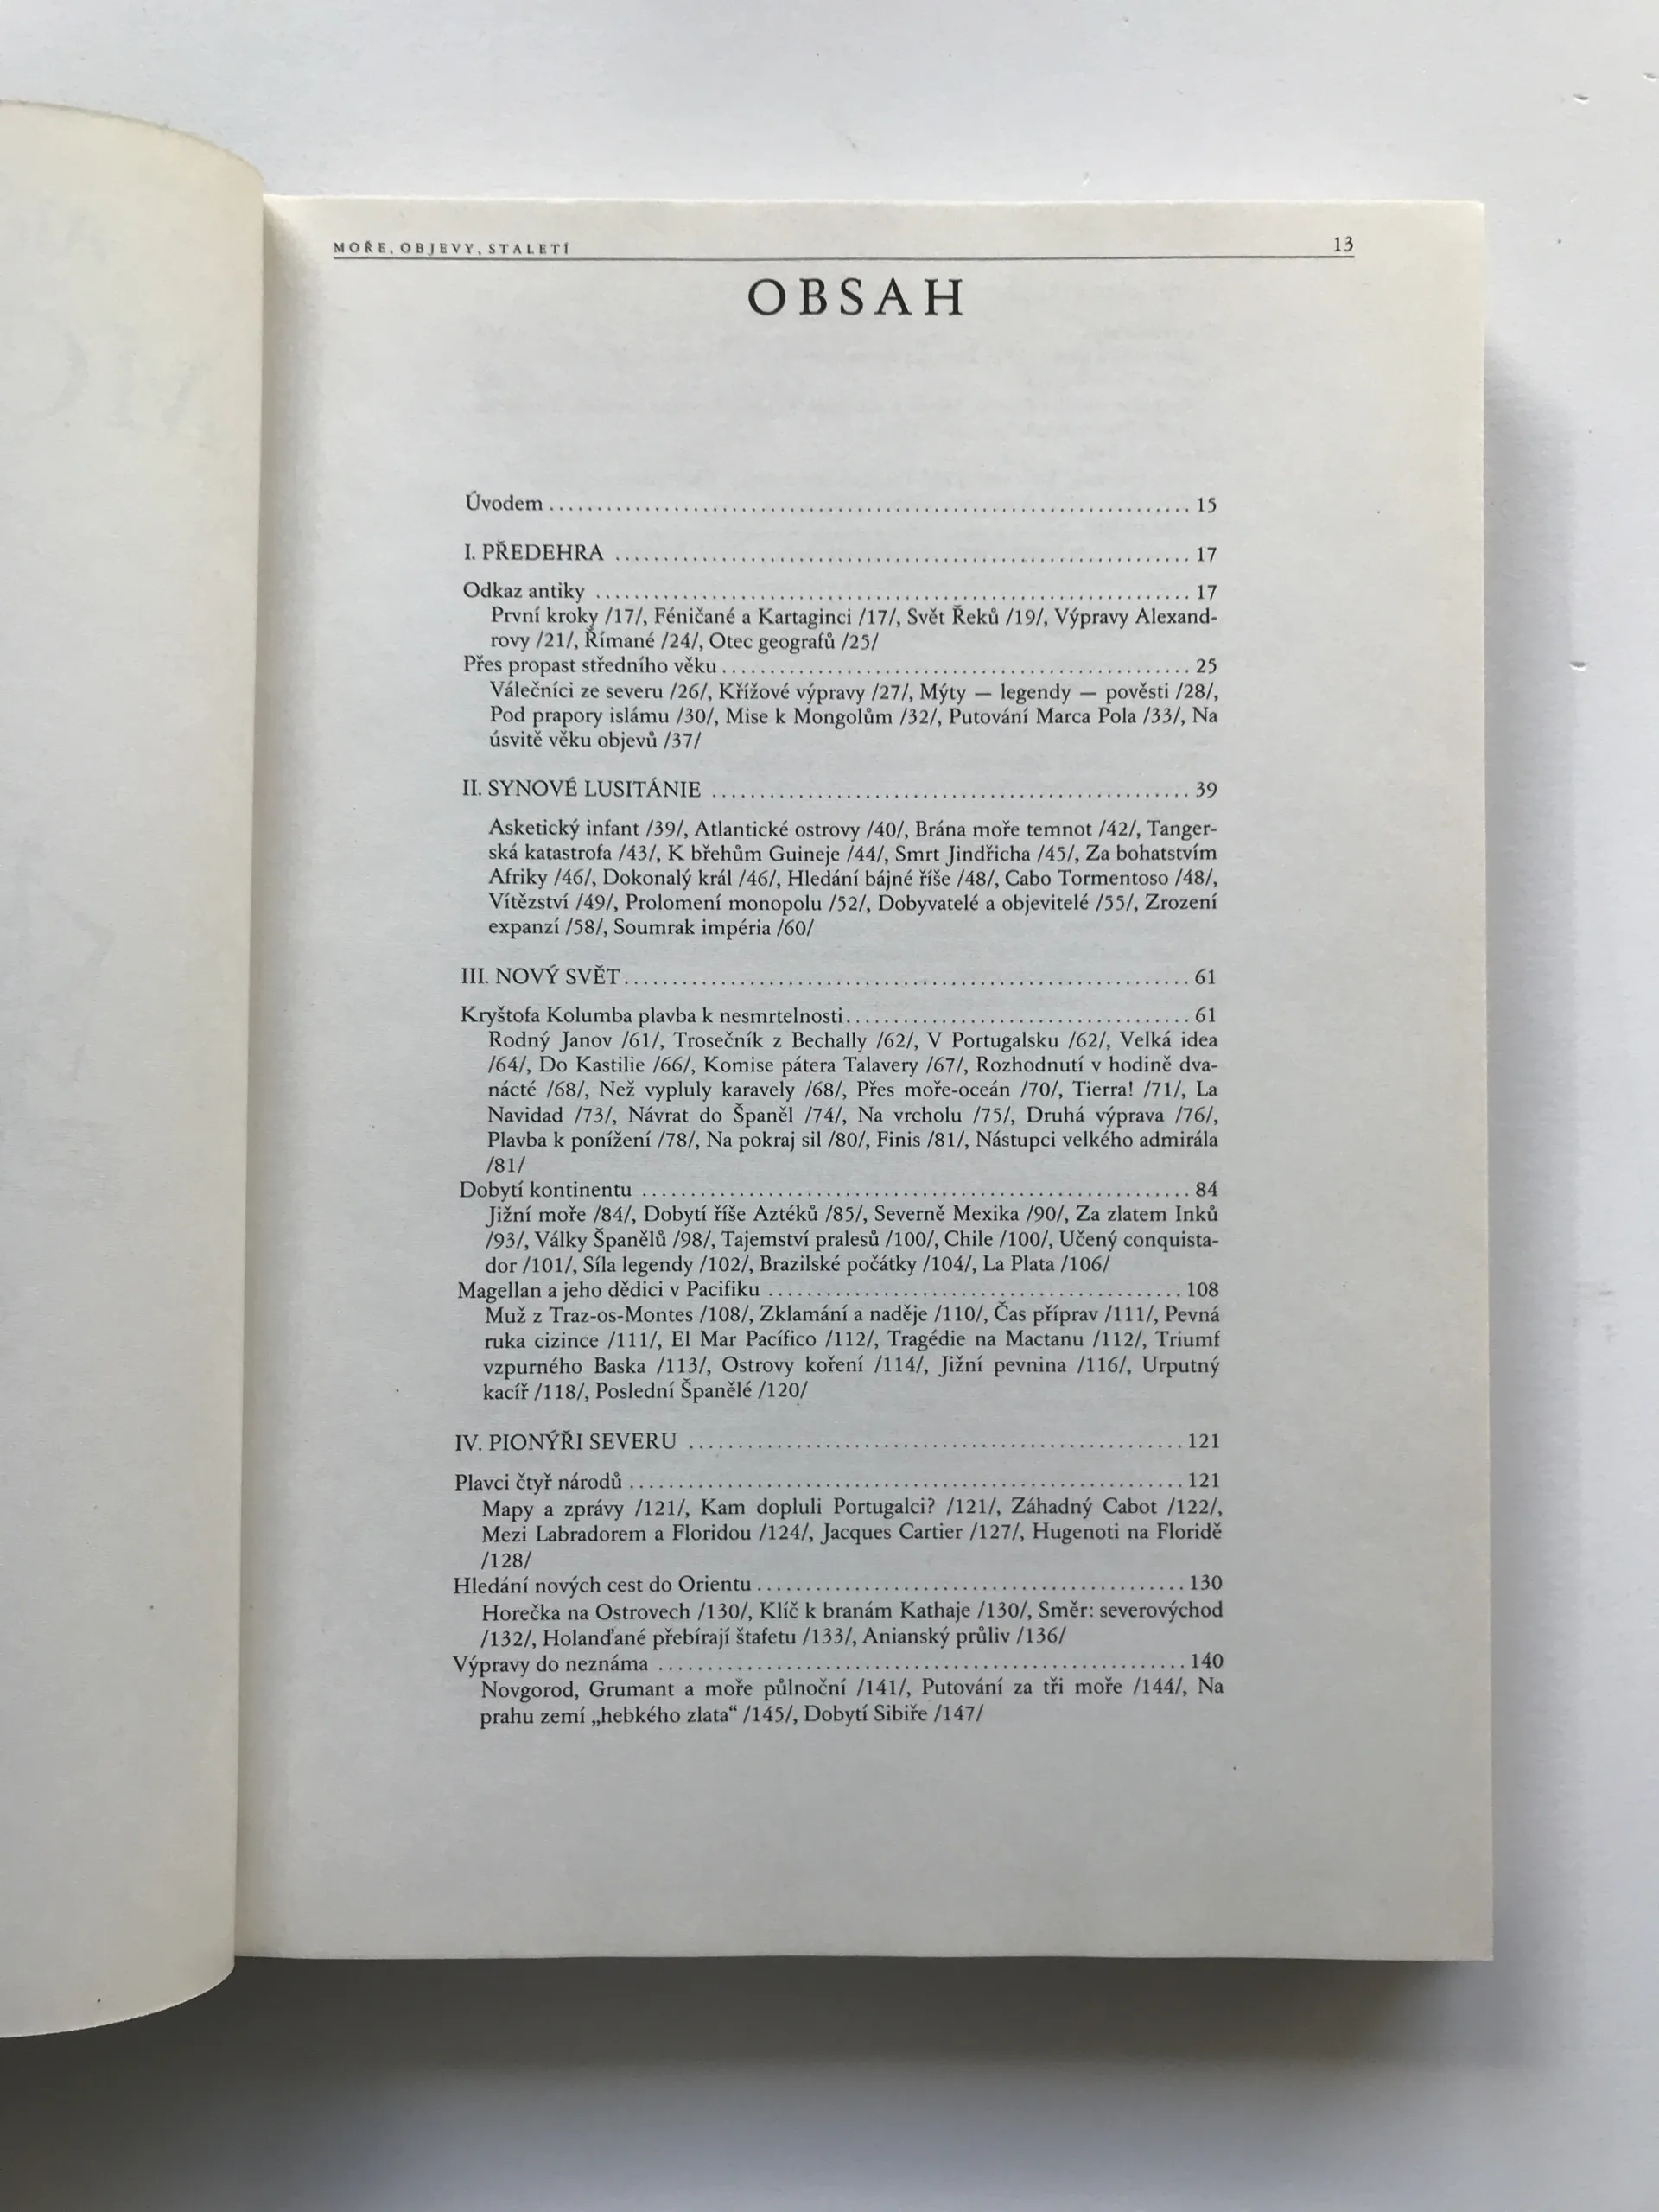 MOŘE, OBJEVY, STALETÍ 13
OBSAH
Úvodem ........ 15
I. PŘEDEHRA ........ 17
Odkaz antiky ........ 17
První kroky /17/, Féničané a Kartaginci /17/, Svět Řeků /19/, Výpravy Alexand-
rovy /21/, Římané /24/, Otec geografů /25/
Přes propast středního věku ........ 25
Válečníci ze severu /26/, Křížové výpravy /27/, Mýty — legendy — pověsti /28/,
Pod prapory islámu /30/, Mise k Mongolům /32/, Putování Marca Pola /33/, Na
úsvitě věku objevů /37/
II. SYNOVÉ LUSITÁNIE ........ 39
Asketický infant /39/, Atlantické ostrovy /40/, Brána moře temnot /42/, Tanger-
ská katastrofa /43/, K břehům Guineje /44/, Smrt Jindřicha /45/, Za bohatstvím
Afriky /46/, Dokonalý král /46/, Hledání bájné říše /48/, Cabo Tormentoso /48/,
Vítězství /49/, Prolomení monopolu /52/, Dobyvatelé a objevitelé /55/, Zrození
expanzí /58/, Soumrak impéria /60/
III. NOVÝ SVĚT ........ 61
Kryštofa Kolumba plavba k nesmrtelnosti ........ 61
Rodný Janov /61/, Trosečník z Bechally /62/, V Portugalsku /62/, Velká idea
/64/, Do Kastilie /66/, Komise pátera Talavery /67/, Rozhodnutí v hodině dva-
nácté /68/, Než vypluly karavely /68/, Přes moře-oceán /70/, Tierra! /71/, La
Navidad /73/, Návrat do Španěl /74/, Na vrcholu /75/, Druhá výprava /76/,
Plavba k ponížení /78/, Na pokraj sil /80/, Finis /81/, Nástupci velkého admirála
/81/
Dobytí kontinentu ........ 84
Jižní moře /84/, Dobytí říše Aztéků /85/, Severně Mexika /90/, Za zlatem Inků
/93/, Války Španělů /98/, Tajemství pralesů /100/, Chile /100/, Učený conquista-
dor /101/, Síla legendy /102/, Brazilské počátky /104/, La Plata /106/
Magellan a jeho dědici v Pacifiku ........ 108
Muž z Traz-os-Montes /108/, Zklamání a naděje /110/, Čas příprav /111/, Pevná
ruka cizince /111/, El Mar Pacífico /112/, Tragédie na Mactanu /112/, Triumf
vzpurného Baska /113/, Ostrovy koření /114/, Jižní pevnina /116/, Urputný
kacíř /118/, Poslední Španělé /120/
IV. PIONÝŘI SEVERU ........ 121
Plavci čtyř národů ........ 121
Mapy a zprávy /121/, Kam dopluli Portugalci? /121/, Záhadný Cabot /122/,
Mezi Labradorem a Floridou /124/, Jacques Cartier /127/, Hugenoti na Floridě
/128/
Hledání nových cest do Orientu ........ 130
Horečka na Ostrovech /130/, Klíč k branám Kathaje /130/, Směr: severovýchod
/132/, Holanďané přebírají štafetu /133/, Anianský průliv /136/
Výpravy do neznáma ........ 140
Novgorod, Grumant a moře půlnoční /141/, Putování za tři moře /144/, Na
prahu zemí „hebkého zlata“ /145/, Dobytí Sibiře /147/